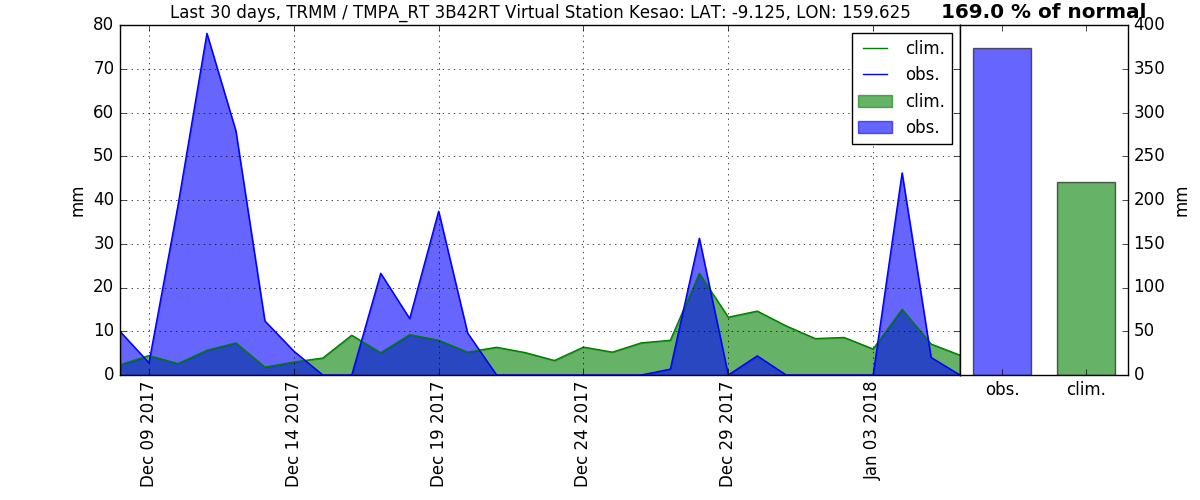 Last 30 days, TRMM / TMPA_RT 3B42RT Virtual Station Kesao: LAT: -9.125, LON: 159.625
169.0 % of normal
80
70
60
50
40
30
20
10
0
mm
clim.
obs.
clim.
obs.
400
350
300
250
200
150
100
50
0
mm
Dec 09 2017
Dec 14 2017
Dec 19 2017
Dec 24 2017
Dec 29 2017
Jan 03 2018
obs.
clim.